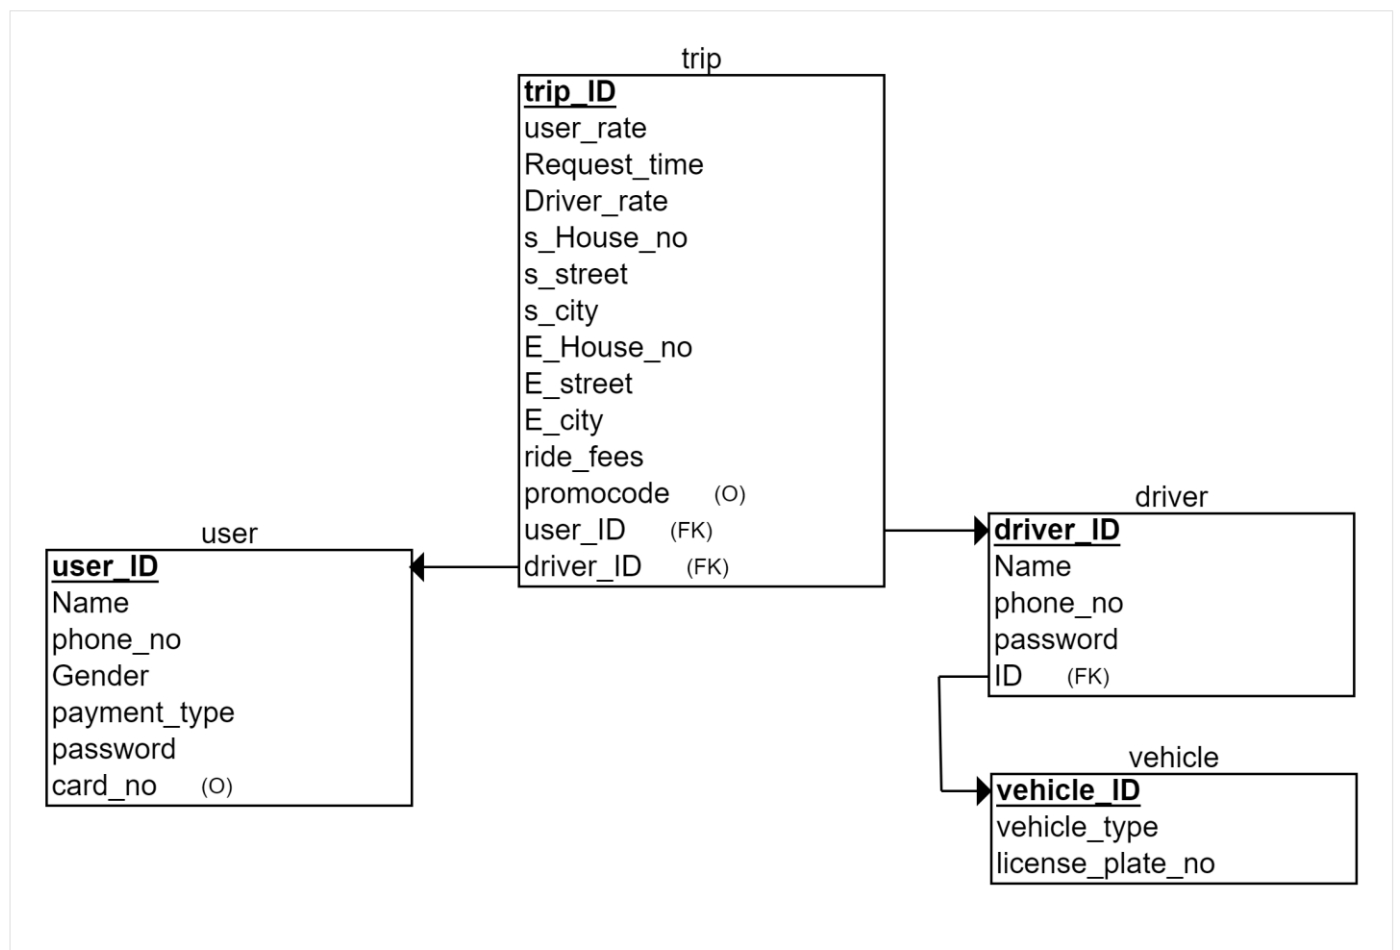 trip
trip_ID
user_rate
Request_time
Driver_rate
s_House_no
s_street
s_city
E_House_no
E_street
E_city
ride_fees
promocode (O)
user_ID (FK)
driver_ID (FK)
user
user_ID
Name
phone_no
Gender
payment_type
password
card_no (O)
driver
driver_ID
Name
phone_no
password
ID (FK)
vehicle
vehicle_ID
vehicle_type
license_plate_no